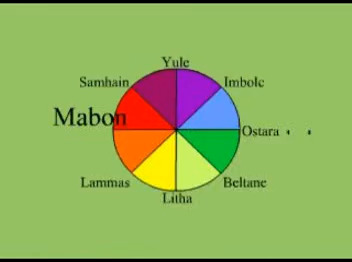 Yule
Samhain
Imbolc
Mabon
Ostara
Lammas
Beltane
Litha